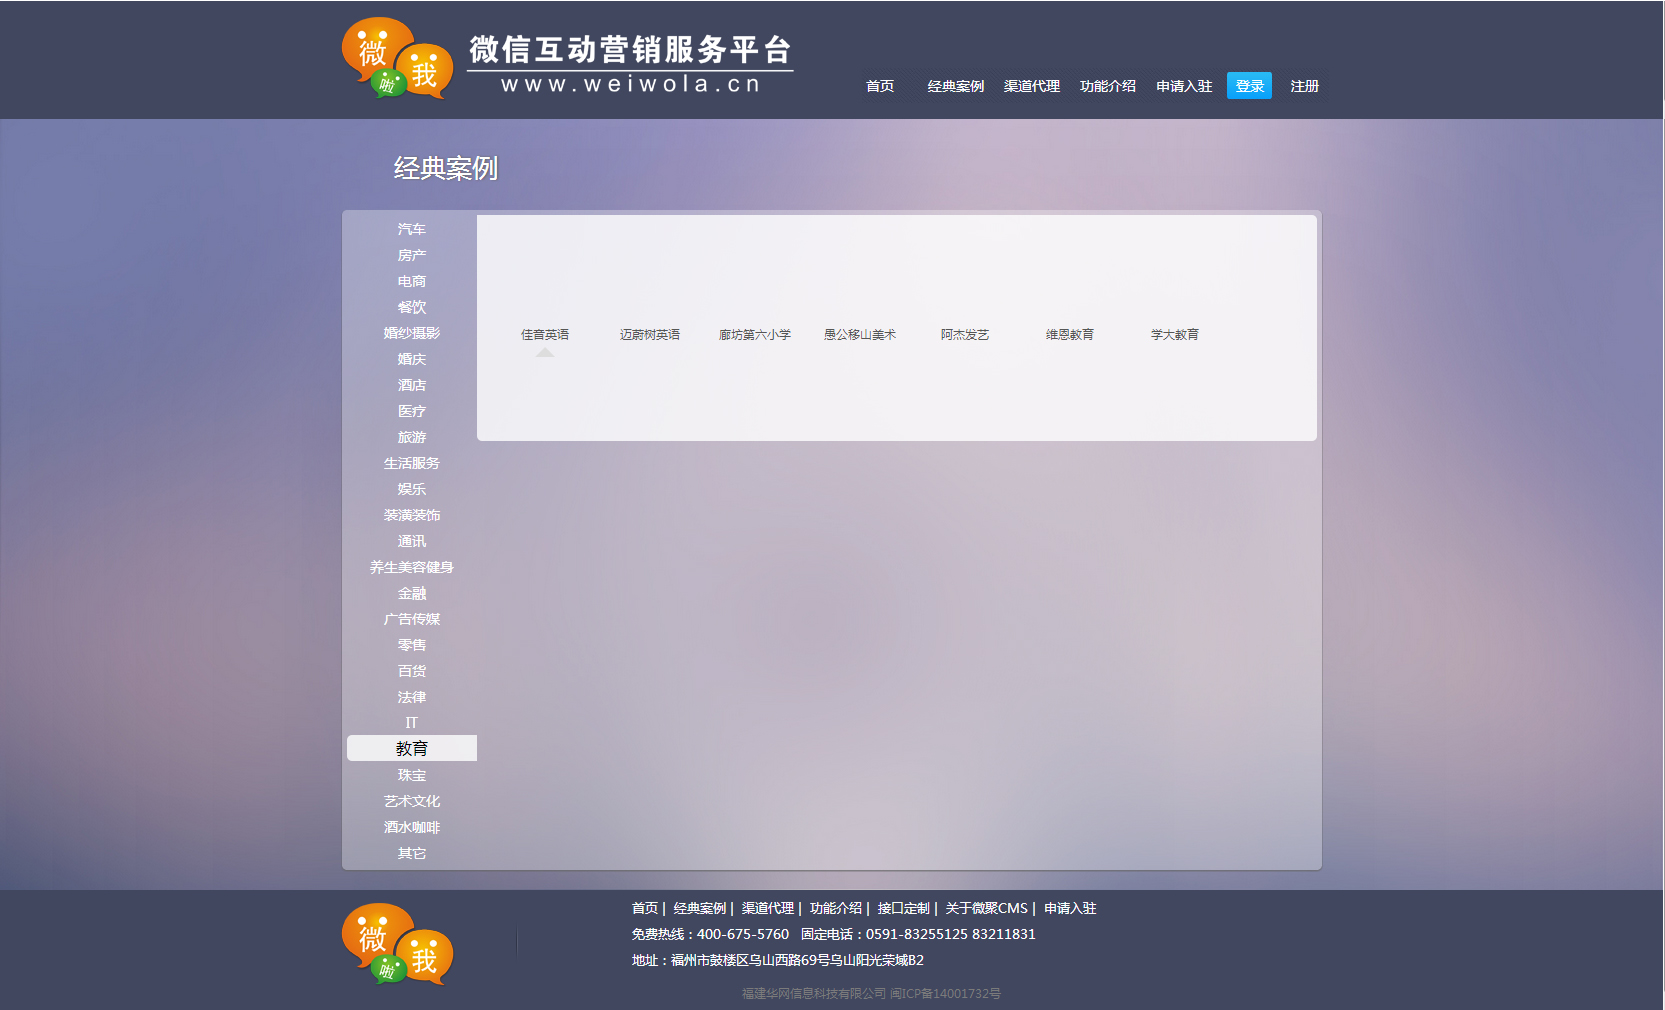 微
啦
我
微信互动营销服务平台
www.weiwola.cn
首页 经典案例 渠道代理 功能介绍 申请入驻 登录 注册
经典案例
汽车
房产
电商
餐饮
婚纱摄影
婚庆
酒店
医疗
旅游
生活服务
娱乐
装潢装饰
通讯
养生美容健身
金融
广告传媒
零售
百货
法律
IT
教育
珠宝
艺术文化
酒水咖啡
其它
佳音英语 迈蔚树英语 廊坊第六小学 愚公移山美术 阿杰发艺 维恩教育 学大教育
微
啦
我
首页 | 经典案例 | 渠道代理 | 功能介绍 | 接口定制 | 关于微聚CMS | 申请入驻
免费热线：400-675-5760 固定电话：0591-83255125 83211831
地址：福州市鼓楼区乌山西路69号乌山阳光荣域B2
福建华网信息科技有限公司 闽ICP备14001732号